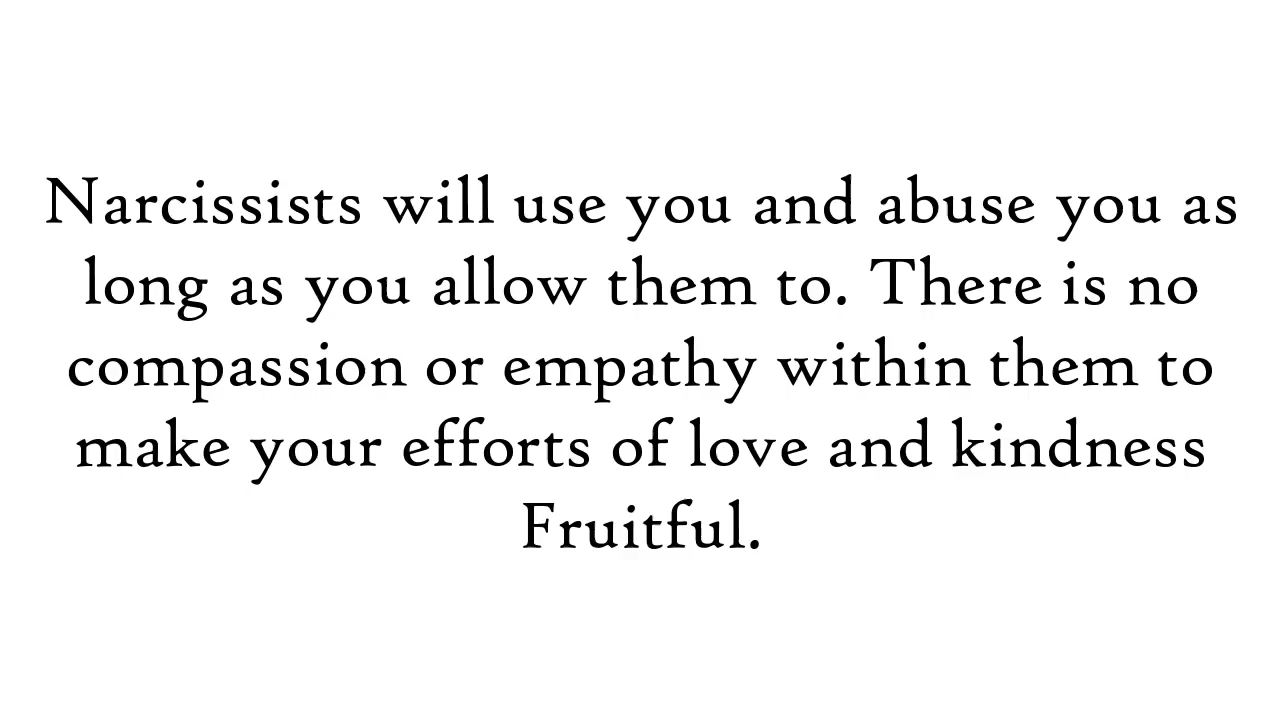 Narcissists will use you and abuse you as
long as you allow them to. There is no
compassion or empathy within them to
make your efforts of love and kindness
Fruitful.